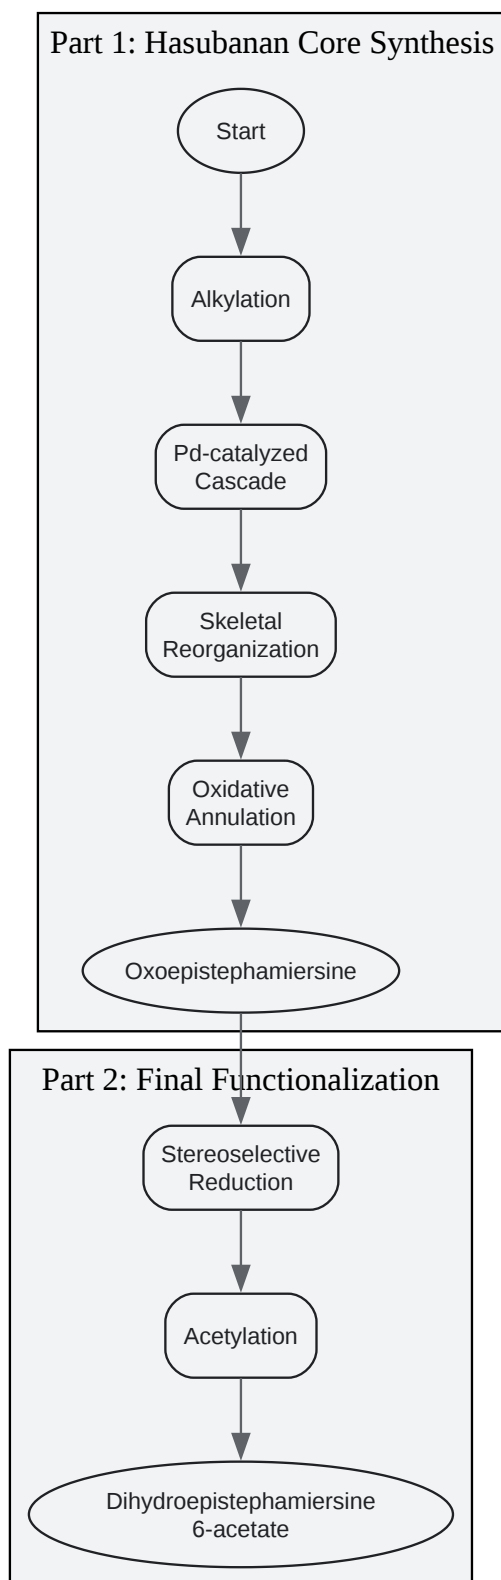 Part 1: Hasubanan Core Synthesis
Start
Alkylation
Pd-catalyzed
Cascade
Skeletal
Reorganization
Oxidative
Annulation
Oxoepistephamiersine
Part 2: Final Functionalization
Stereoselective
Reduction
Acetylation
Dihydroepistephamiersine
6-acetate